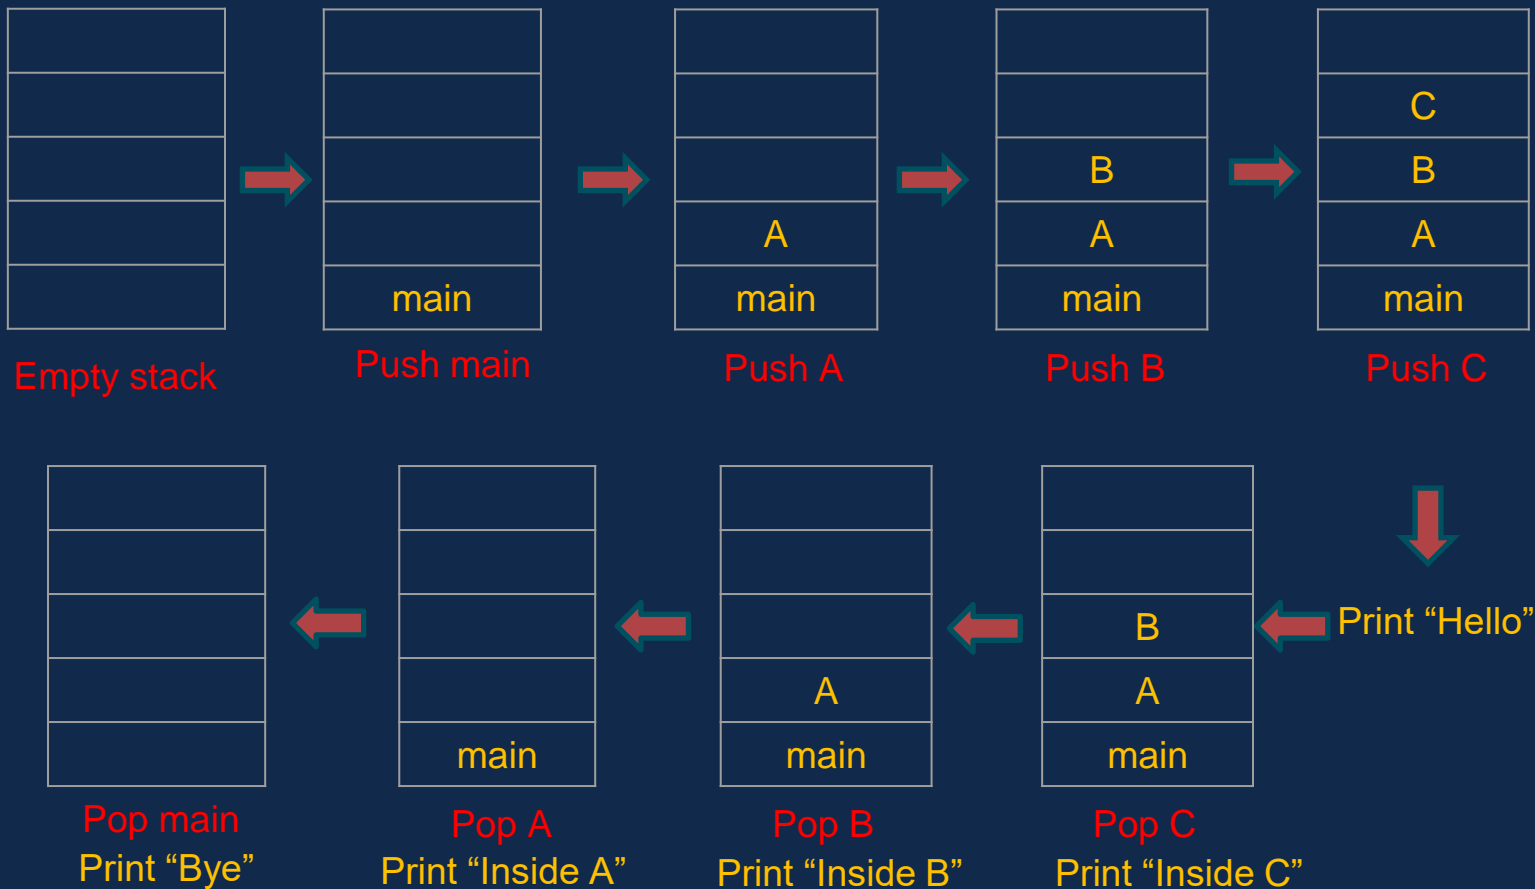 main
Push main
Empty stack
A
main
Push A
B
A
main
Push B
C
B
A
main
Push C
Print “Hello”
B
A
main
Pop C
Print “Inside C”
A
main
Pop B
Print “Inside B”
main
Pop A
Print “Inside A”
Pop main
Print “Bye”